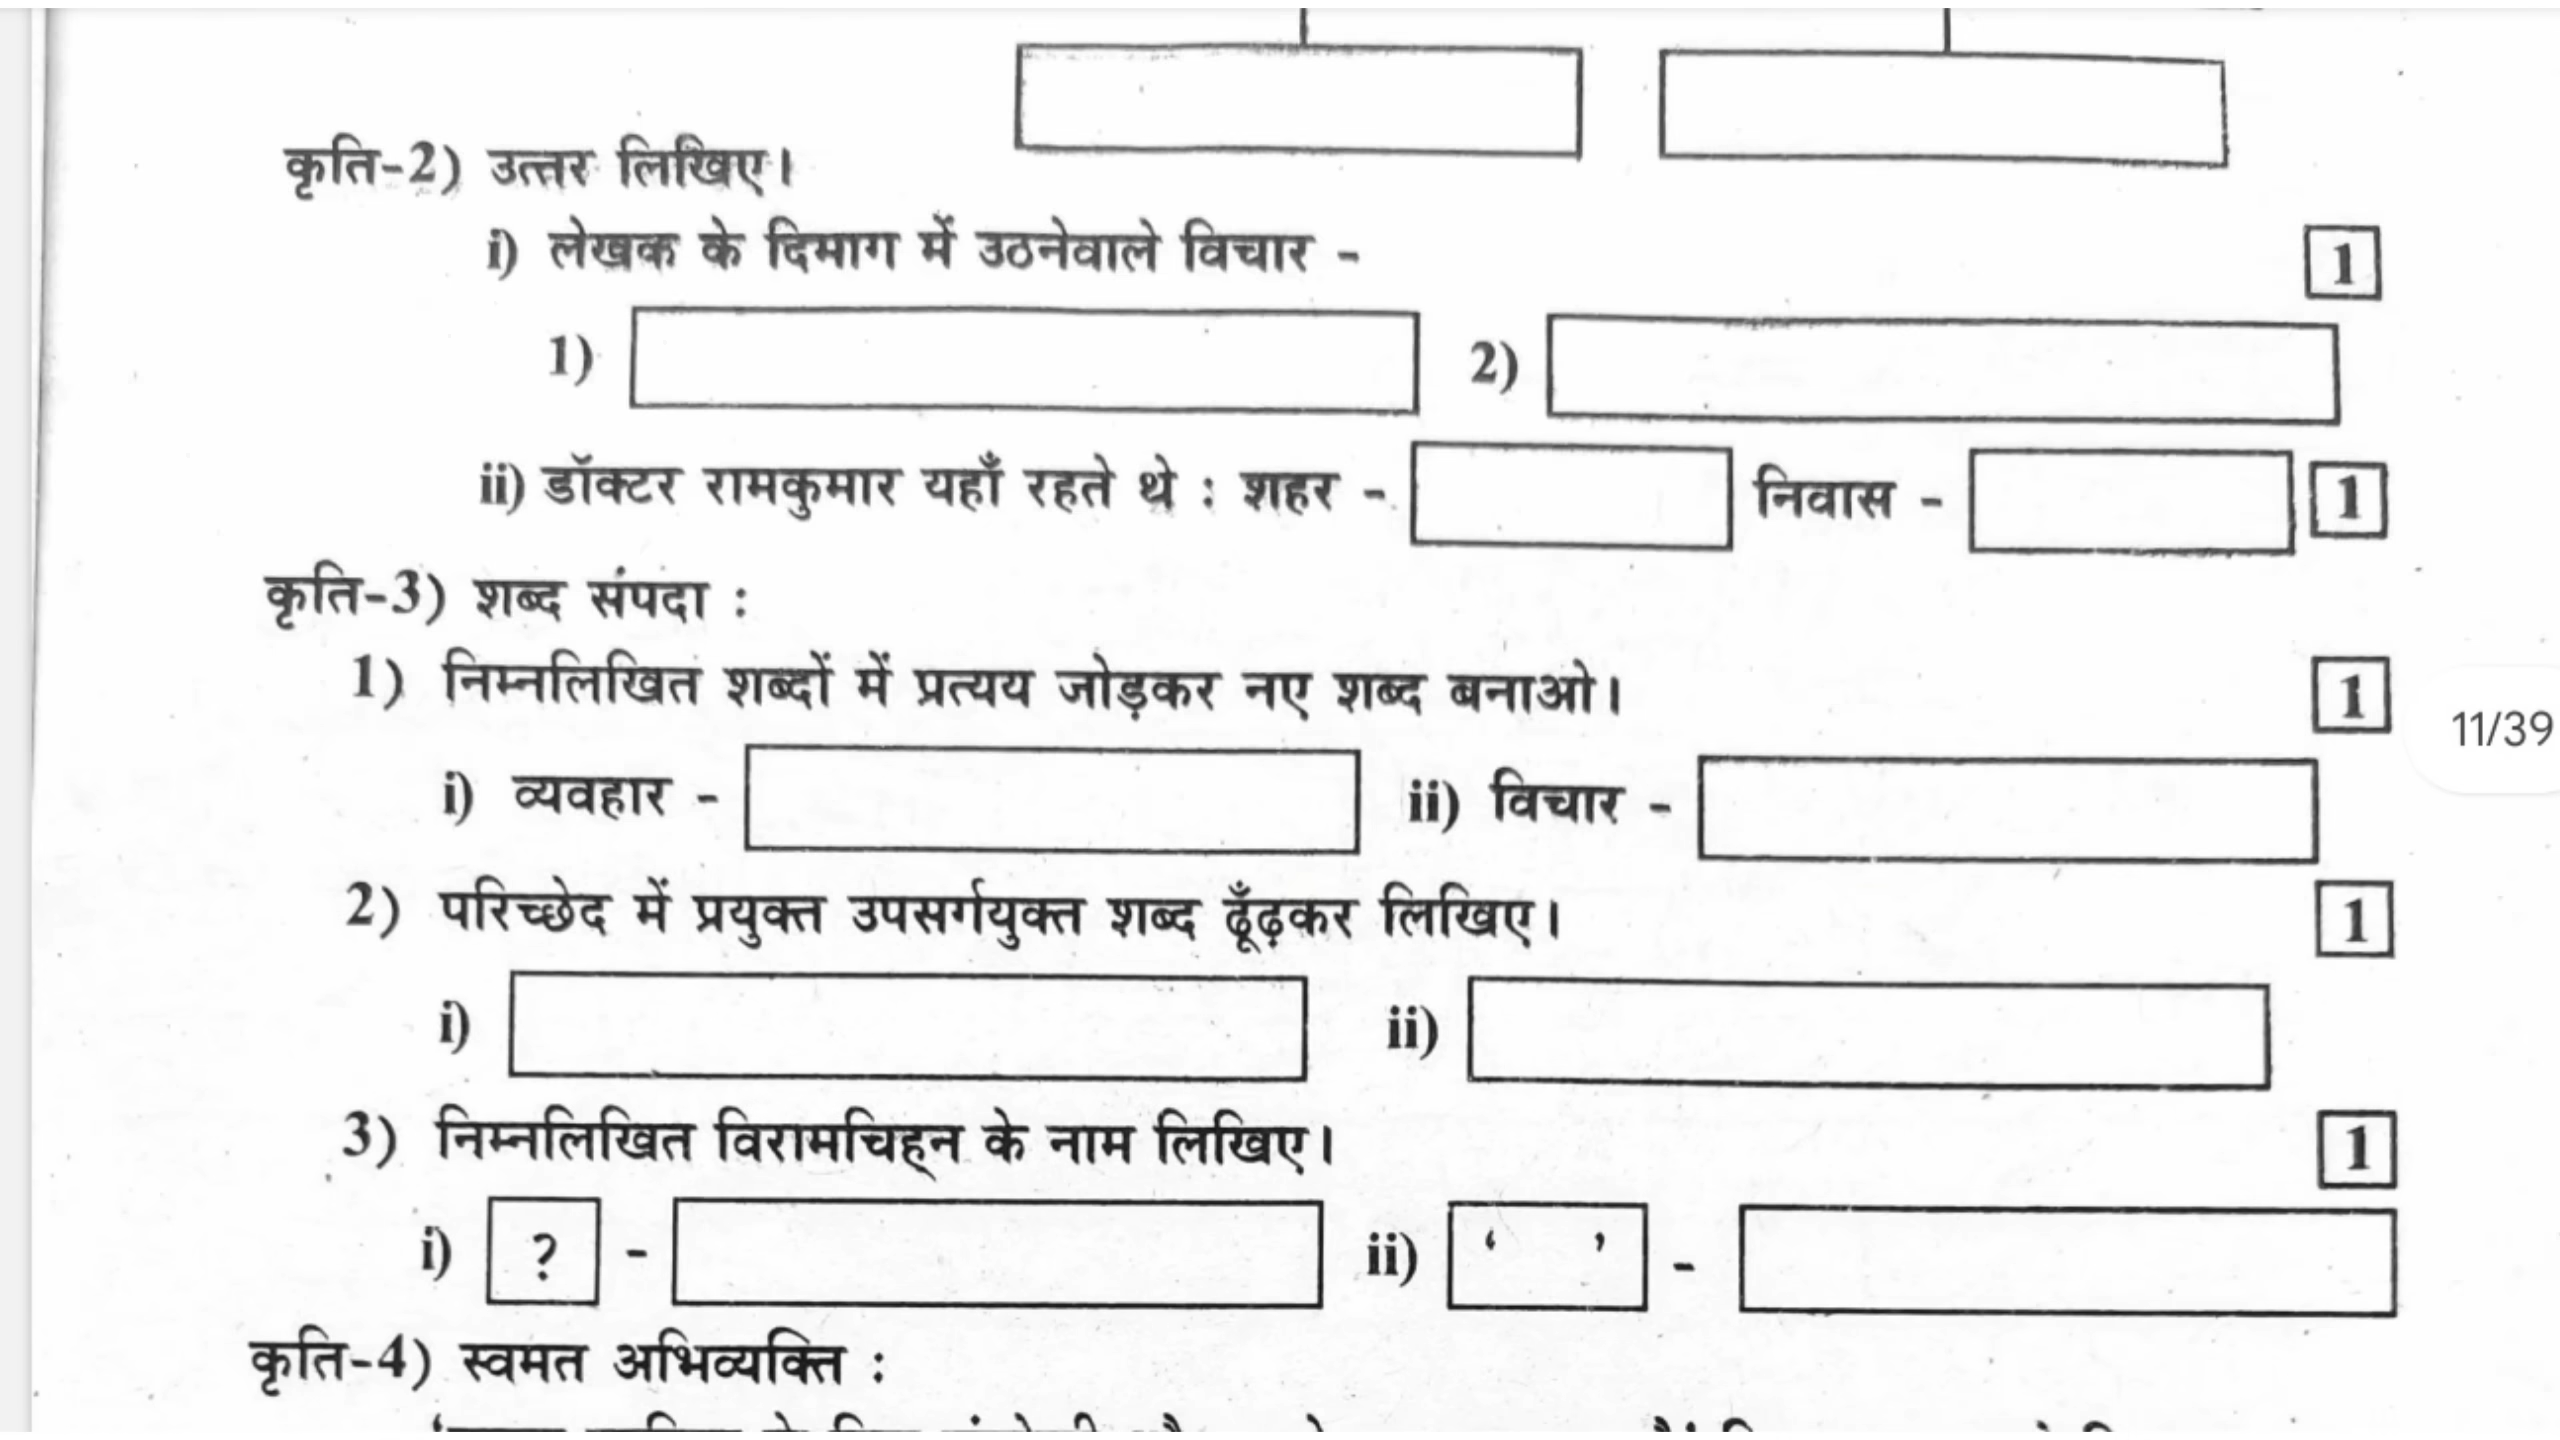 कृति-2) उत्तर लिखिए।
i) लेखक के दिमाग में उठनेवाले विचार - 1
1) 2)
ii) डॉक्टर रामकुमार यहाँ रहते थे : शहर - निवास - 1
कृति-3) शब्द संपदा :
1) निम्नलिखित शब्दों में प्रत्यय जोड़कर नए शब्द बनाओ। 1
11/39
i) व्यवहार - ii) विचार -
2) परिच्छेद में प्रयुक्त उपसर्गयुक्त शब्द ढूँढ़कर लिखिए। 1
i) ii)
3) निम्नलिखित विरामचिह्न के नाम लिखिए। 1
i) ? - ii) ‘ ’ -
कृति-4) स्वमत अभिव्यक्ति :